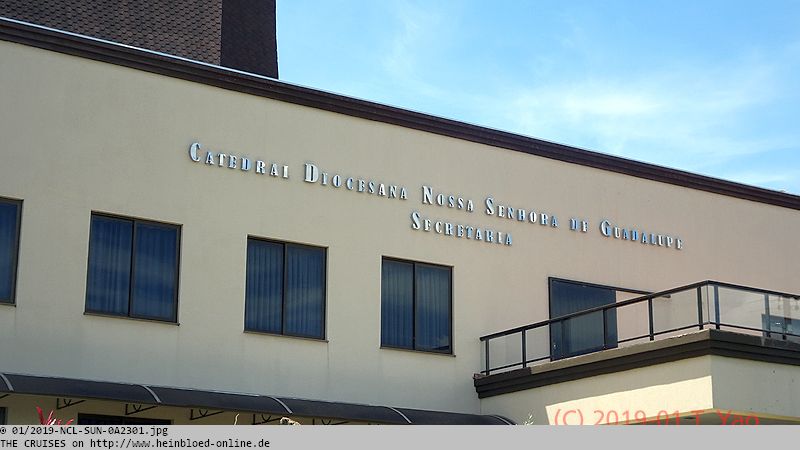 Catedral Diocesana Nossa Senhora de Guadalupe
Secretaria
(C) 2019-01 T. Yao
© 01/2019-NCL-SUN-0A2301.jpg
THE CRUISES on http://www.heinbloed-online.de